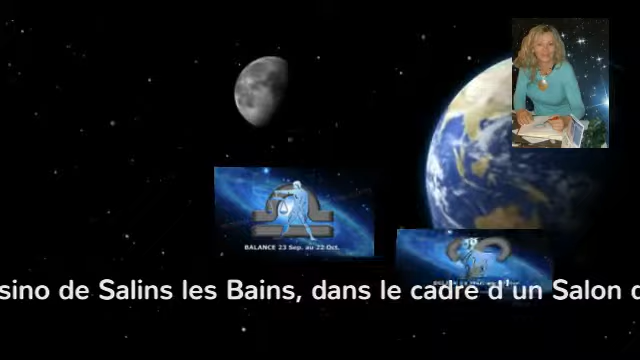 BALANCE 23 Sep. au 22 Oct.
sino de Salins les Bains, dans le cadre d'un Salon d